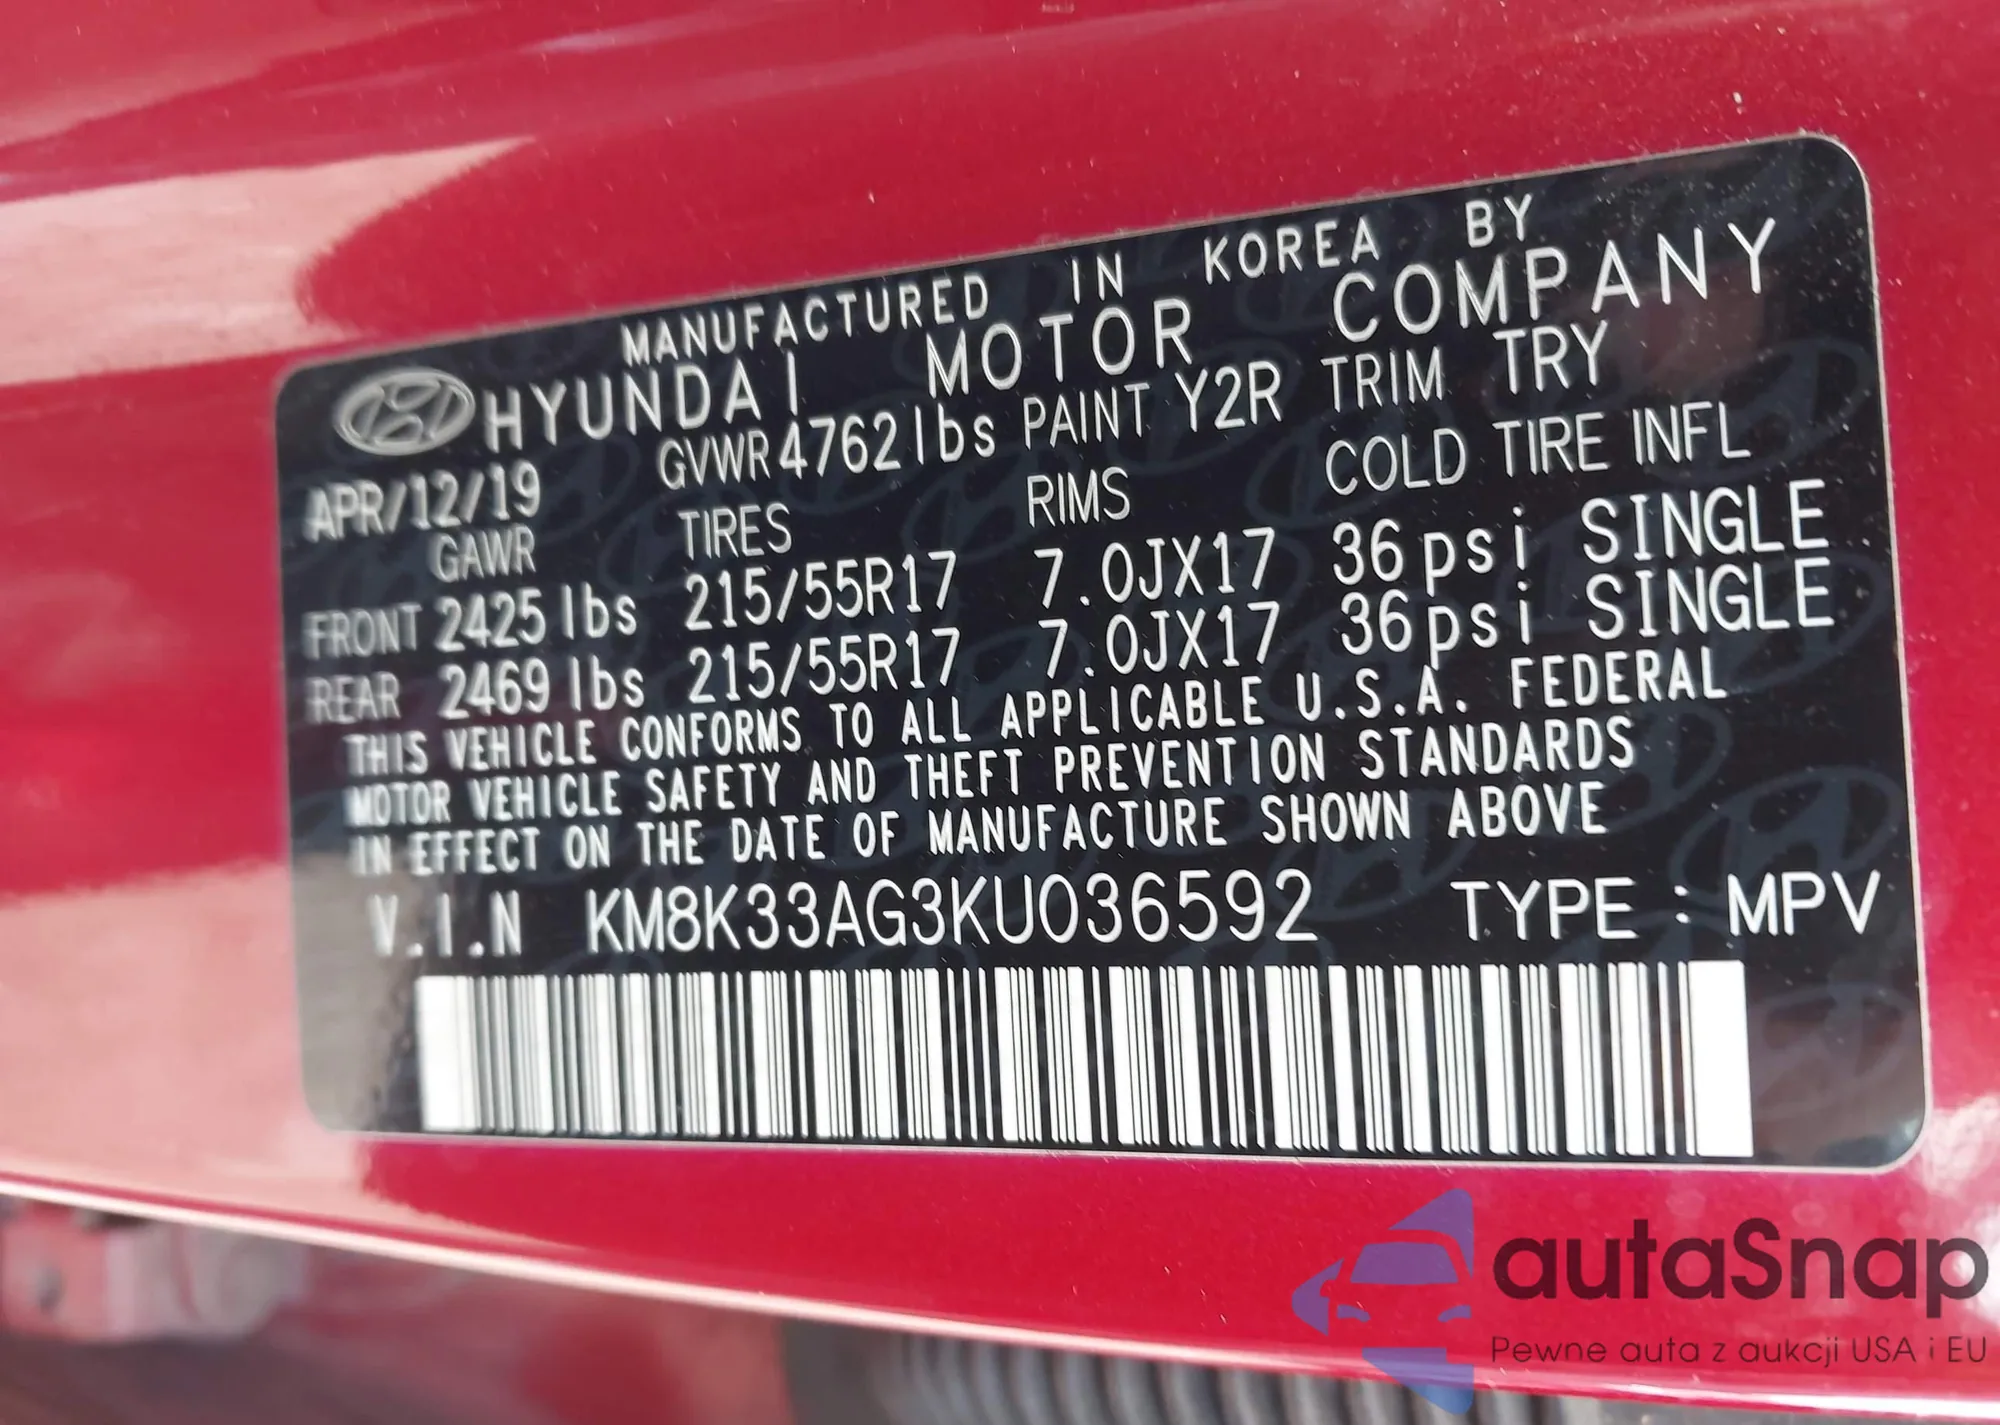 MANUFACTURED IN KOREA BY
HYUNDAI MOTOR COMPANY
APR/12/19 GVWR 4762 lbs PAINT Y2R TRIM TRY
GAWR TIRES RIMS COLD TIRE INFL
FRONT 2425 lbs 215/55R17 7.0JX17 36psi SINGLE
REAR 2469 lbs 215/55R17 7.0JX17 36psi SINGLE
THIS VEHICLE CONFORMS TO ALL APPLICABLE U.S.A. FEDERAL
MOTOR VEHICLE SAFETY AND THEFT PREVENTION STANDARDS
IN EFFECT ON THE DATE OF MANUFACTURE SHOWN ABOVE
V.I.N KM8K33AG3KU036592 TYPE : MPV
autaSnap
Pewne auta z aukcji USA i EU